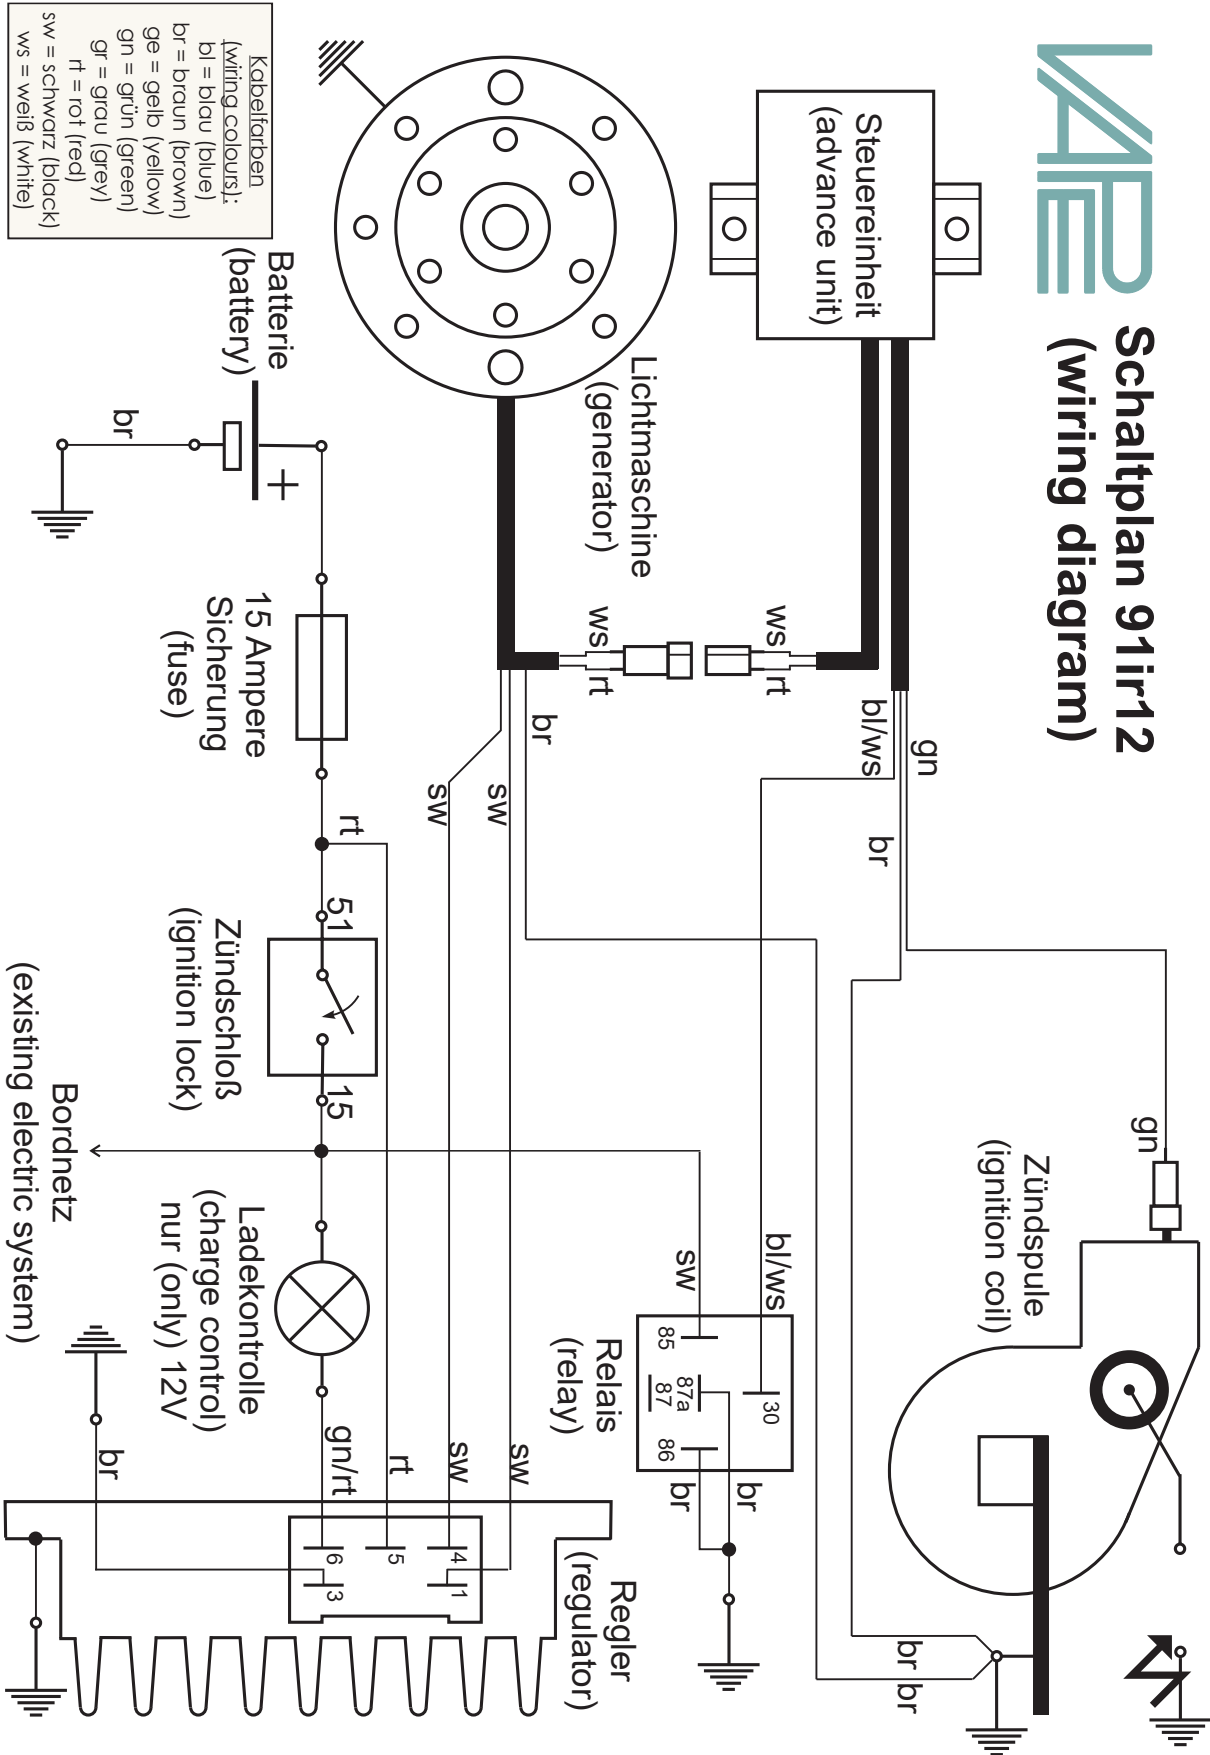 VAPE
Schaltplan 91ir12
(wiring diagram)
Steuereinheit
(advance unit)
Lichtmaschine
(generator)
ws
rt
ws
rt
bl/ws
gn
br
br
sw
sw
gn
Zündspule
(ignition coil)
bl/ws
sw
85
87a
87
86
30
Relais
(relay)
br
br
br
br
Kabelfarben
(wiring colours):
bl = blau (blue)
br = braun (brown)
ge = gelb (yellow)
gn = grün (green)
gr = grau (grey)
rt = rot (red)
sw = schwarz (black)
ws = weiß (white)
Batterie
(battery)
br
+
15 Ampere
Sicherung
(fuse)
rt
51
Zündschloß
(ignition lock)
15
Bordnetz
(existing electric system)
Ladekontrolle
(charge control)
nur (only) 12V
br
gn/rt
rt
sw
sw
6
5
4
3
1
Regler
(regulator)